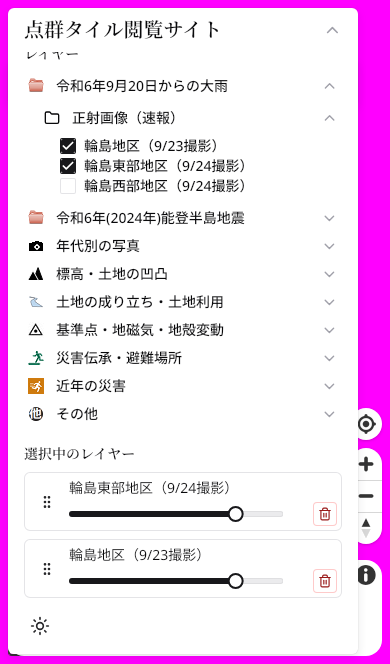 点群タイル閲覧サイト
レイヤー
令和6年9月20日からの大雨
正射画像（速報）
輪島地区（9/23撮影）
輪島東部地区（9/24撮影）
輪島西部地区（9/24撮影）
令和6年(2024年)能登半島地震
年代別の写真
標高・土地の凹凸
土地の成り立ち・土地利用
基準点・地磁気・地殻変動
災害伝承・避難場所
近年の災害
その他
選択中のレイヤー
輪島東部地区（9/24撮影）
輪島地区（9/23撮影）